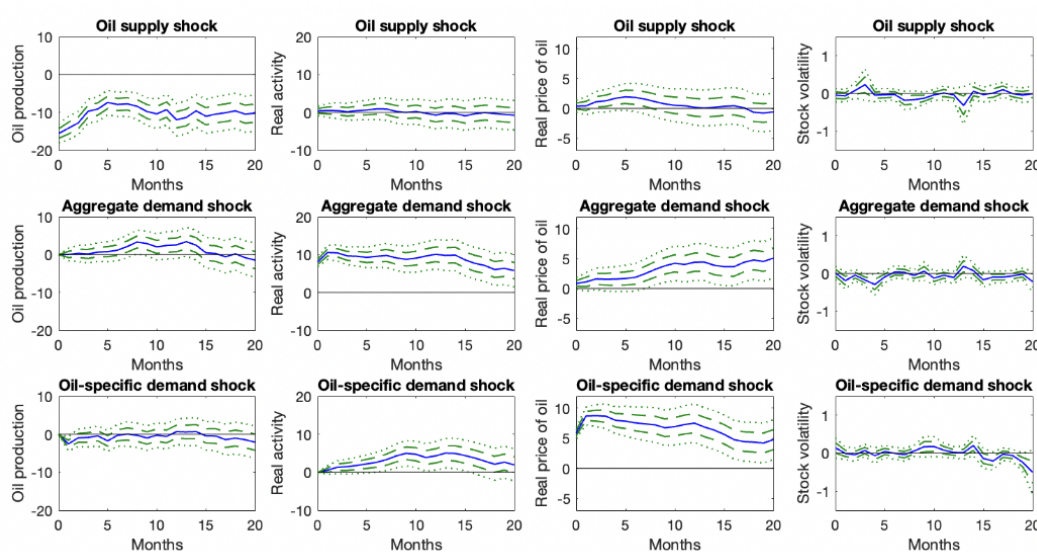 Oil supply shock
Oil production
10
0
-10
-20
0 5 10 15 20
Months
Oil supply shock
Real activity
20
10
0
-10
0 5 10 15 20
Months
Oil supply shock
Real price of oil
10
5
0
-5
0 5 10 15 20
Months
Oil supply shock
Stock volatility
1
0
-1
0 5 10 15 20
Months
Aggregate demand shock
Oil production
10
0
-10
-20
0 5 10 15 20
Months
Aggregate demand shock
Real activity
20
10
0
-10
0 5 10 15 20
Months
Aggregate demand shock
Real price of oil
10
5
0
-5
0 5 10 15 20
Months
Aggregate demand shock
Stock volatility
1
0
-1
0 5 10 15 20
Months
Oil-specific demand shock
Oil production
10
0
-10
-20
0 5 10 15 20
Months
Oil-specific demand shock
Real activity
20
10
0
-10
0 5 10 15 20
Months
Oil-specific demand shock
Real price of oil
10
5
0
-5
0 5 10 15 20
Months
Oil-specific demand shock
Stock volatility
1
0
-1
0 5 10 15 20
Months